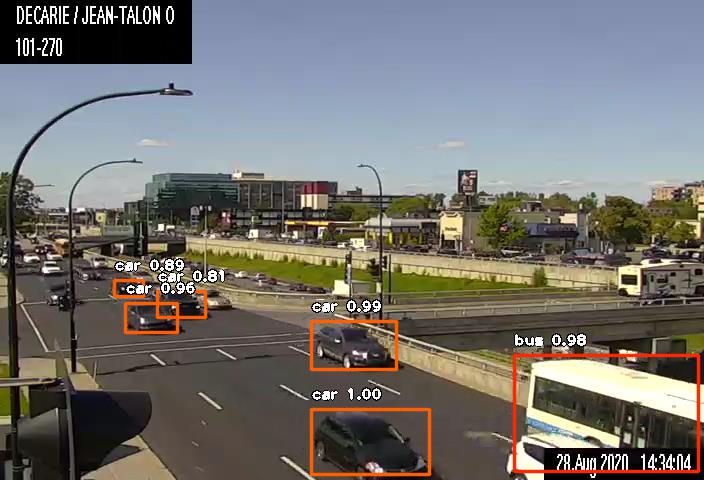 DECARIE / JEAN-TALON O
101-270
car 0.89
car 0.81
car 0.96
car 0.99
bus 0.98
car 1.00
28 Aug 2020 14:34:04